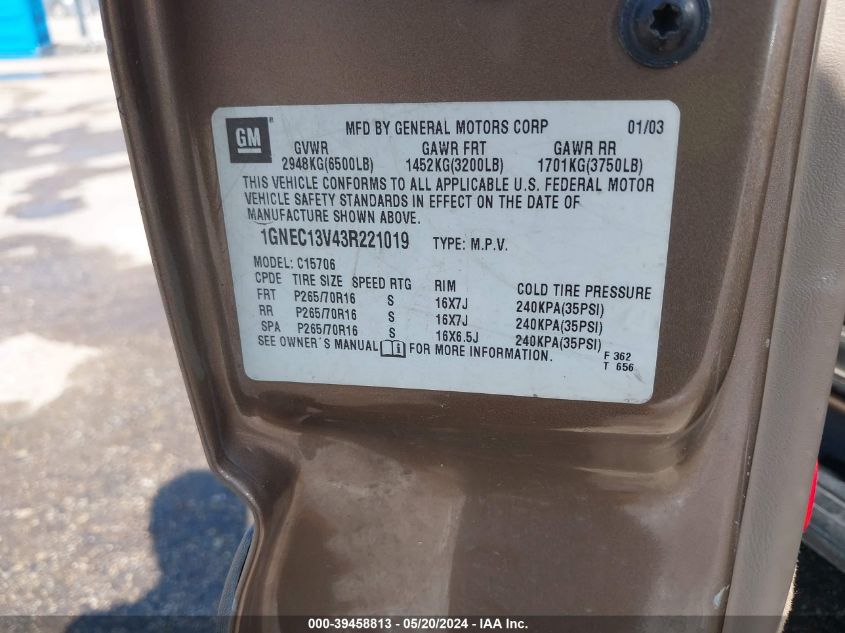 GM
MFD BY GENERAL MOTORS CORP 01/03
GVWR GAWR FRT GAWR RR
2948KG(6500LB) 1452KG(3200LB) 1701KG(3750LB)
THIS VEHICLE CONFORMS TO ALL APPLICABLE U.S. FEDERAL MOTOR
VEHICLE SAFETY STANDARDS IN EFFECT ON THE DATE OF
MANUFACTURE SHOWN ABOVE.
1GNEC13V43R221019 TYPE: M.P.V.
MODEL: C15706
CPDE TIRE SIZE SPEED RTG RIM COLD TIRE PRESSURE
FRT P265/70R16 S 16X7J 240KPA(35PSI)
RR P265/70R16 S 16X7J 240KPA(35PSI)
SPA P265/70R16 S 16X6.5J 240KPA(35PSI)
SEE OWNER'S MANUAL i FOR MORE INFORMATION.
F 362
T 656
000-39458813 - 05/20/2024 - IAA Inc.